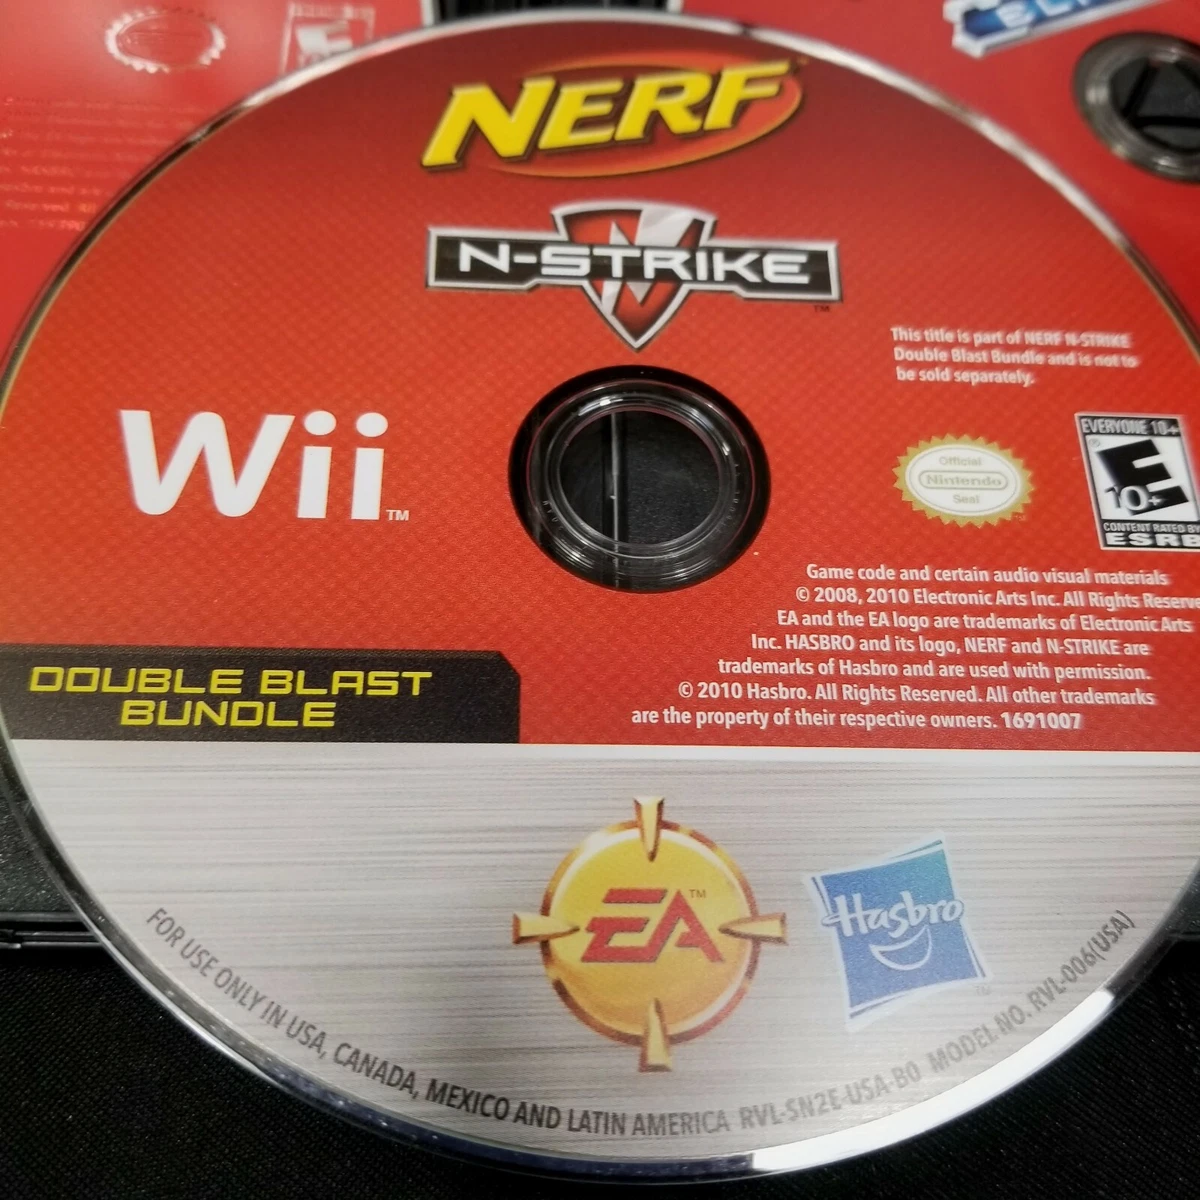 NERF
N-STRIKE
TM
This title is part of NERF N-STRIKE
Double Blast Bundle and is not to
be sold separately.
Wii TM
Official
Nintendo
Seal
EVERYONE 10+
E
10+
CONTENT RATED BY
ESRB
Game code and certain audio visual materials
© 2008, 2010 Electronic Arts Inc. All Rights Reserve
EA and the EA logo are trademarks of Electronic Arts
Inc. HASBRO and its logo, NERF and N-STRIKE are
trademarks of Hasbro and are used with permission.
© 2010 Hasbro. All Rights Reserved. All other trademarks
are the property of their respective owners. 1691007
DOUBLE BLAST
BUNDLE
EA TM
Hasbro
TM
FOR USE ONLY IN USA, CANADA, MEXICO AND LATIN AMERICA RVL-SN2E-USA-B0 MODEL NO. RVL-006(USA)